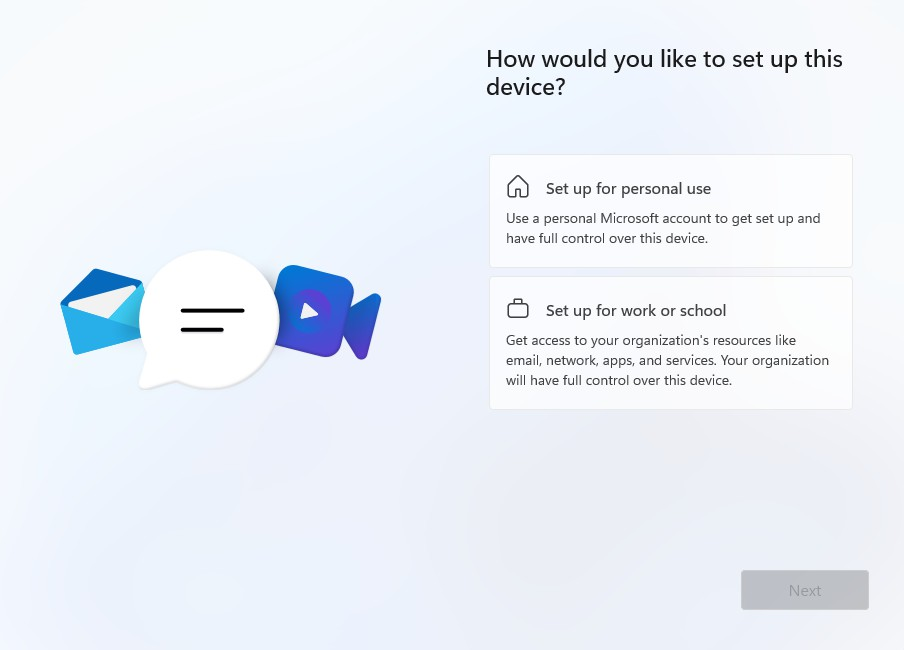 How would you like to set up this
device?
Set up for personal use
Use a personal Microsoft account to get set up and
have full control over this device.
Set up for work or school
Get access to your organization's resources like
email, network, apps, and services. Your organization
will have full control over this device.
Next